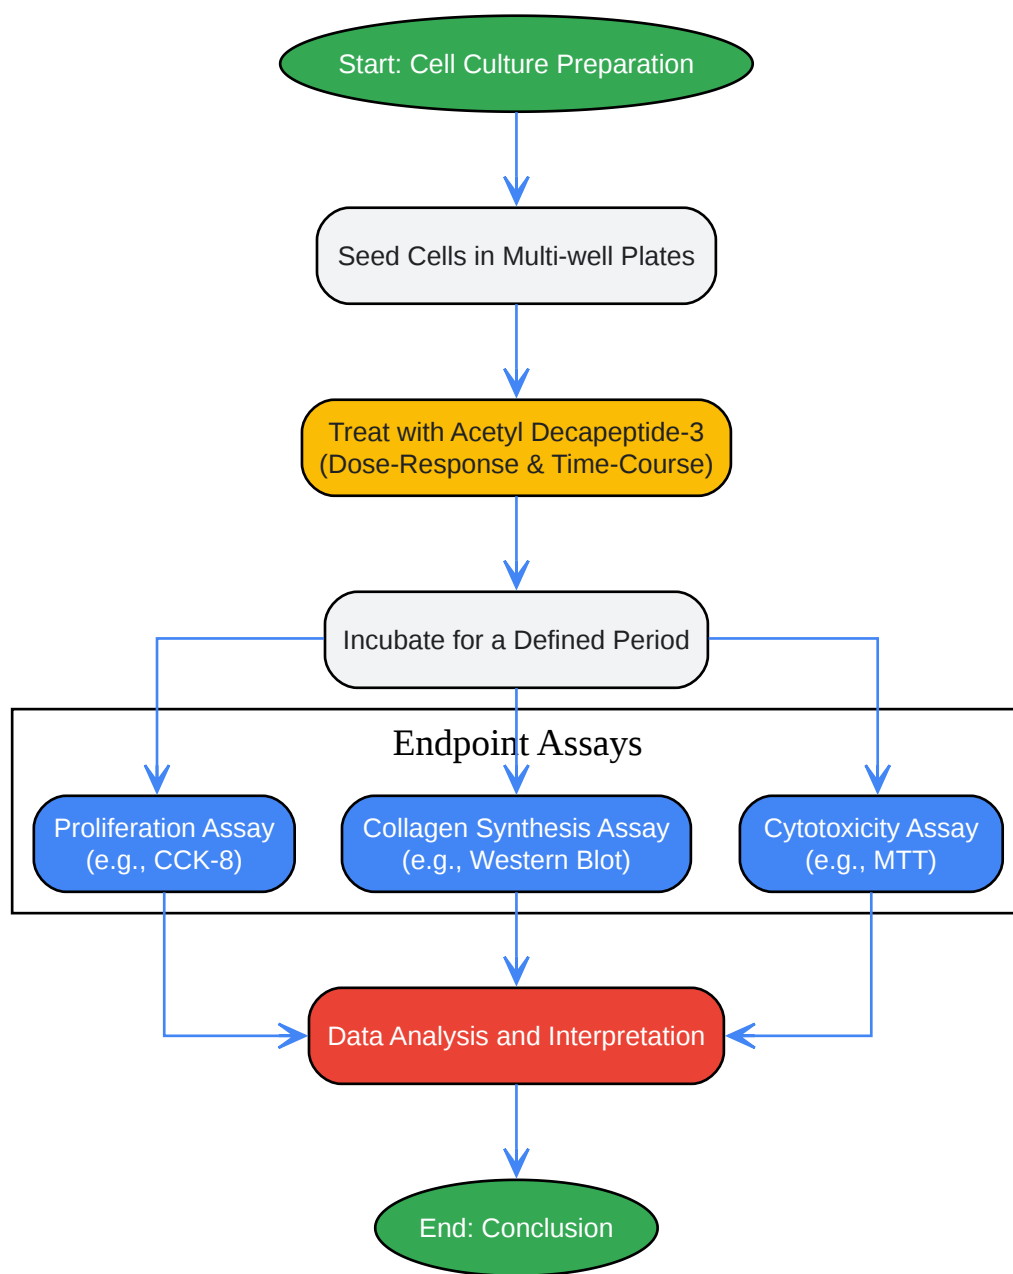 Start: Cell Culture Preparation
Seed Cells in Multi-well Plates
Treat with Acetyl Decapeptide-3
(Dose-Response & Time-Course)
Incubate for a Defined Period
Endpoint Assays
Proliferation Assay
(e.g., CCK-8)
Collagen Synthesis Assay
(e.g., Western Blot)
Cytotoxicity Assay
(e.g., MTT)
Data Analysis and Interpretation
End: Conclusion